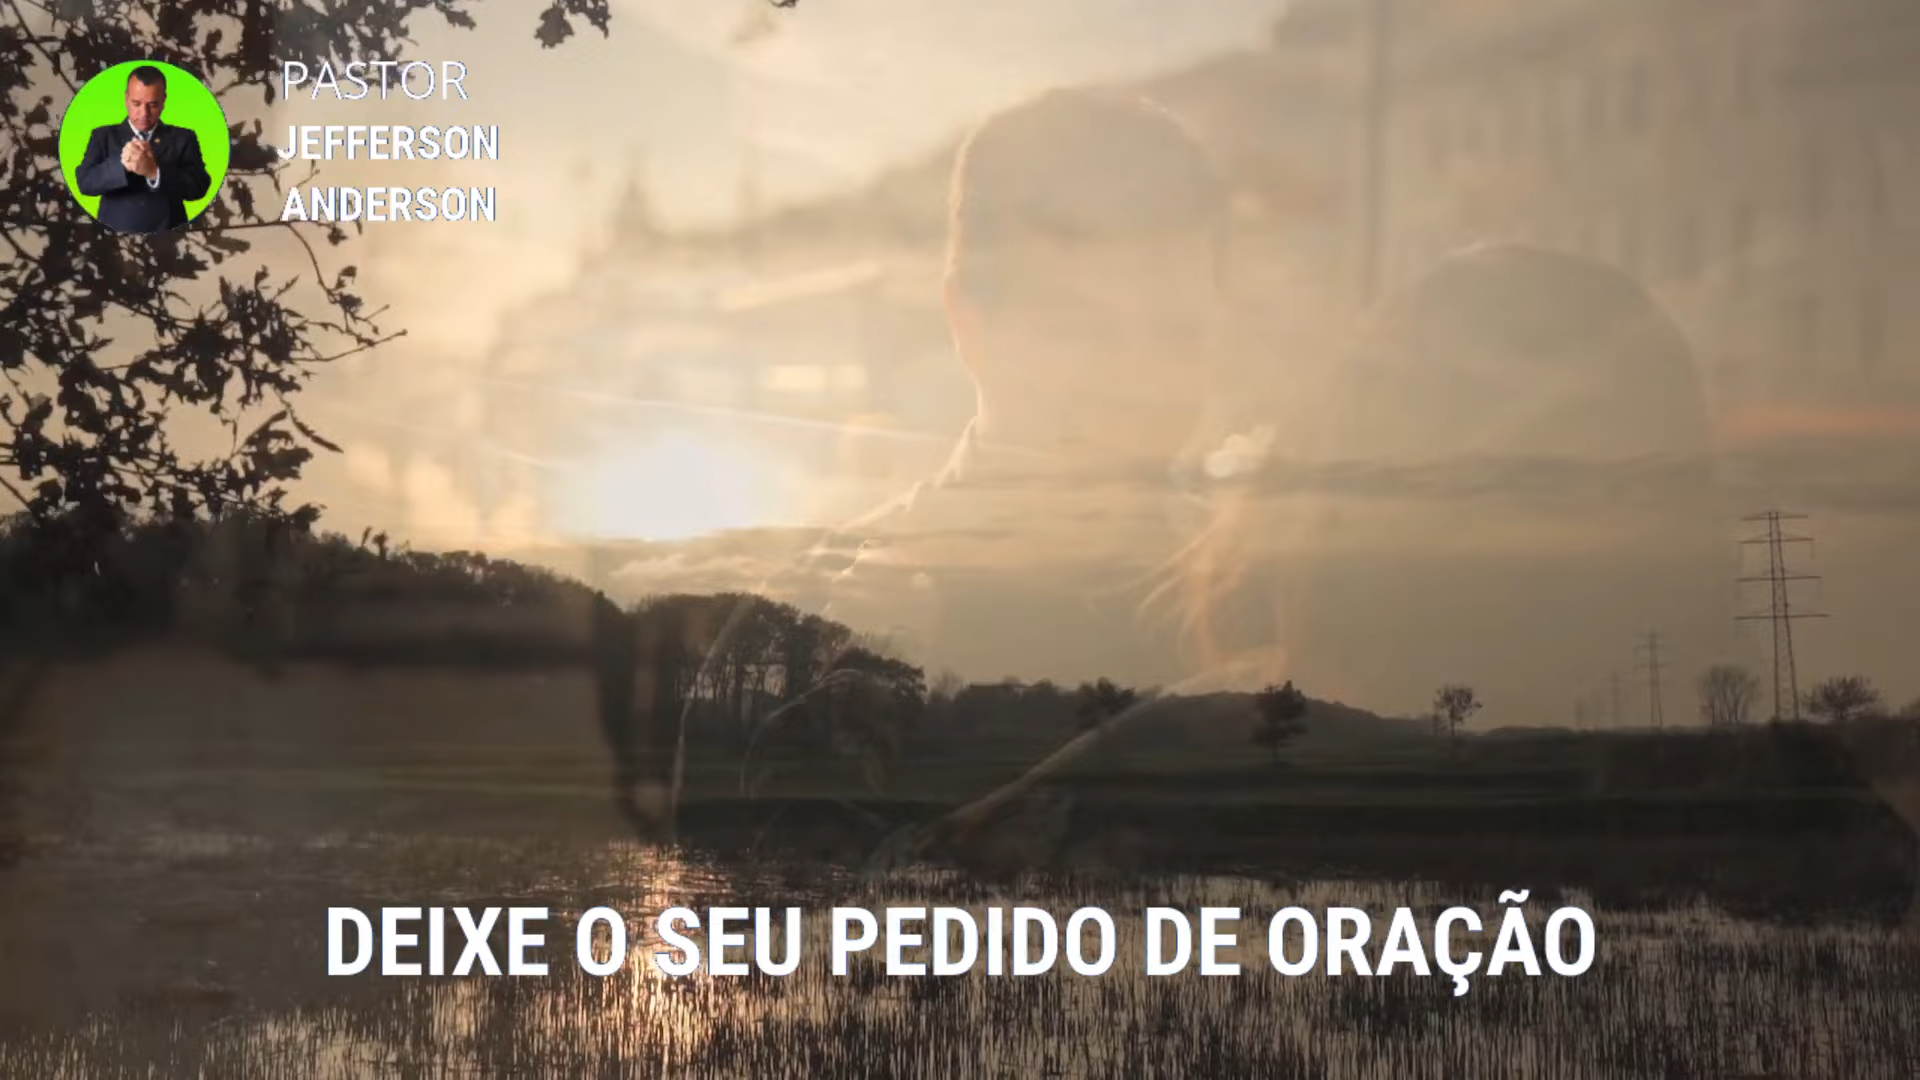 PASTOR
JEFFERSON
ANDERSON
DEIXE O SEU PEDIDO DE ORAÇÃO